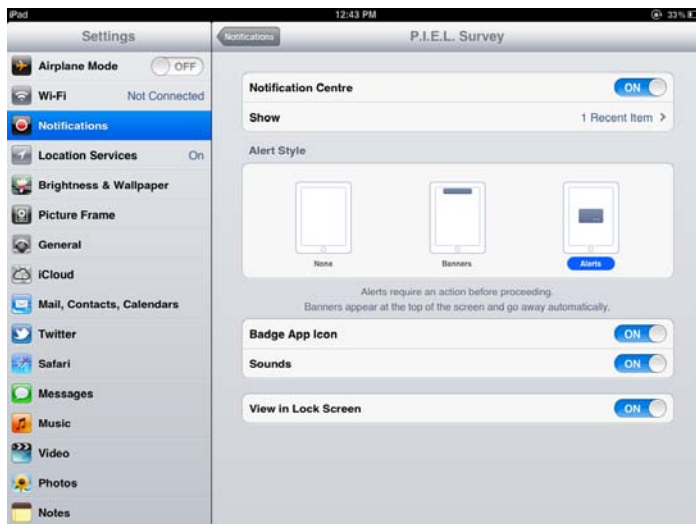 iPad 12:43 PM 33%
Settings
Notifications
P.I.E.L. Survey
Airplane Mode OFF
Wi-Fi Not Connected
Notifications
Location Services On
Brightness & Wallpaper
Picture Frame
General
iCloud
Mail, Contacts, Calendars
Twitter
Safari
Messages
Music
Video
Photos
Notes
Notification Centre ON
Show 1 Recent Item >
Alert Style
None Banners Alerts
Alerts require an action before proceeding.
Banners appear at the top of the screen and go away automatically.
Badge App Icon ON
Sounds ON
View in Lock Screen ON